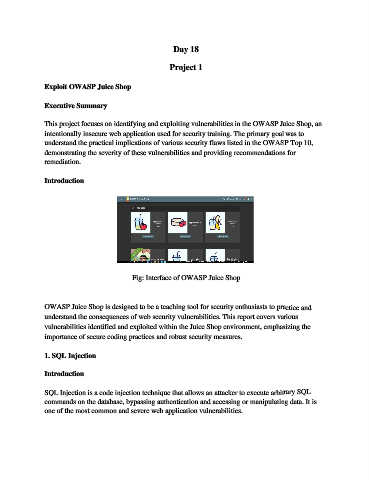 Day 18
Project 1
Exploit OWASP Juice Shop
Executive Summary
This project focuses on identifying and exploiting vulnerabilities in the OWASP Juice Shop, an
intentionally insecure web application used for security training. The primary goal was to
understand the practical implications of various security flaws listed in the OWASP Top 10,
demonstrating the severity of these vulnerabilities and providing recommendations for
remediation.
Introduction
Fig: Interface of OWASP Juice Shop
OWASP Juice Shop is designed to be a teaching tool for security enthusiasts to practice and
understand the consequences of web security vulnerabilities. This report covers various
vulnerabilities identified and exploited within the Juice Shop environment, emphasizing the
importance of secure coding practices and robust security measures.
1. SQL Injection
Introduction
SQL Injection is a code injection technique that allows an attacker to execute arbitrary SQL
commands on the database, bypassing authentication and accessing or manipulating data. It is
one of the most common and severe web application vulnerabilities.